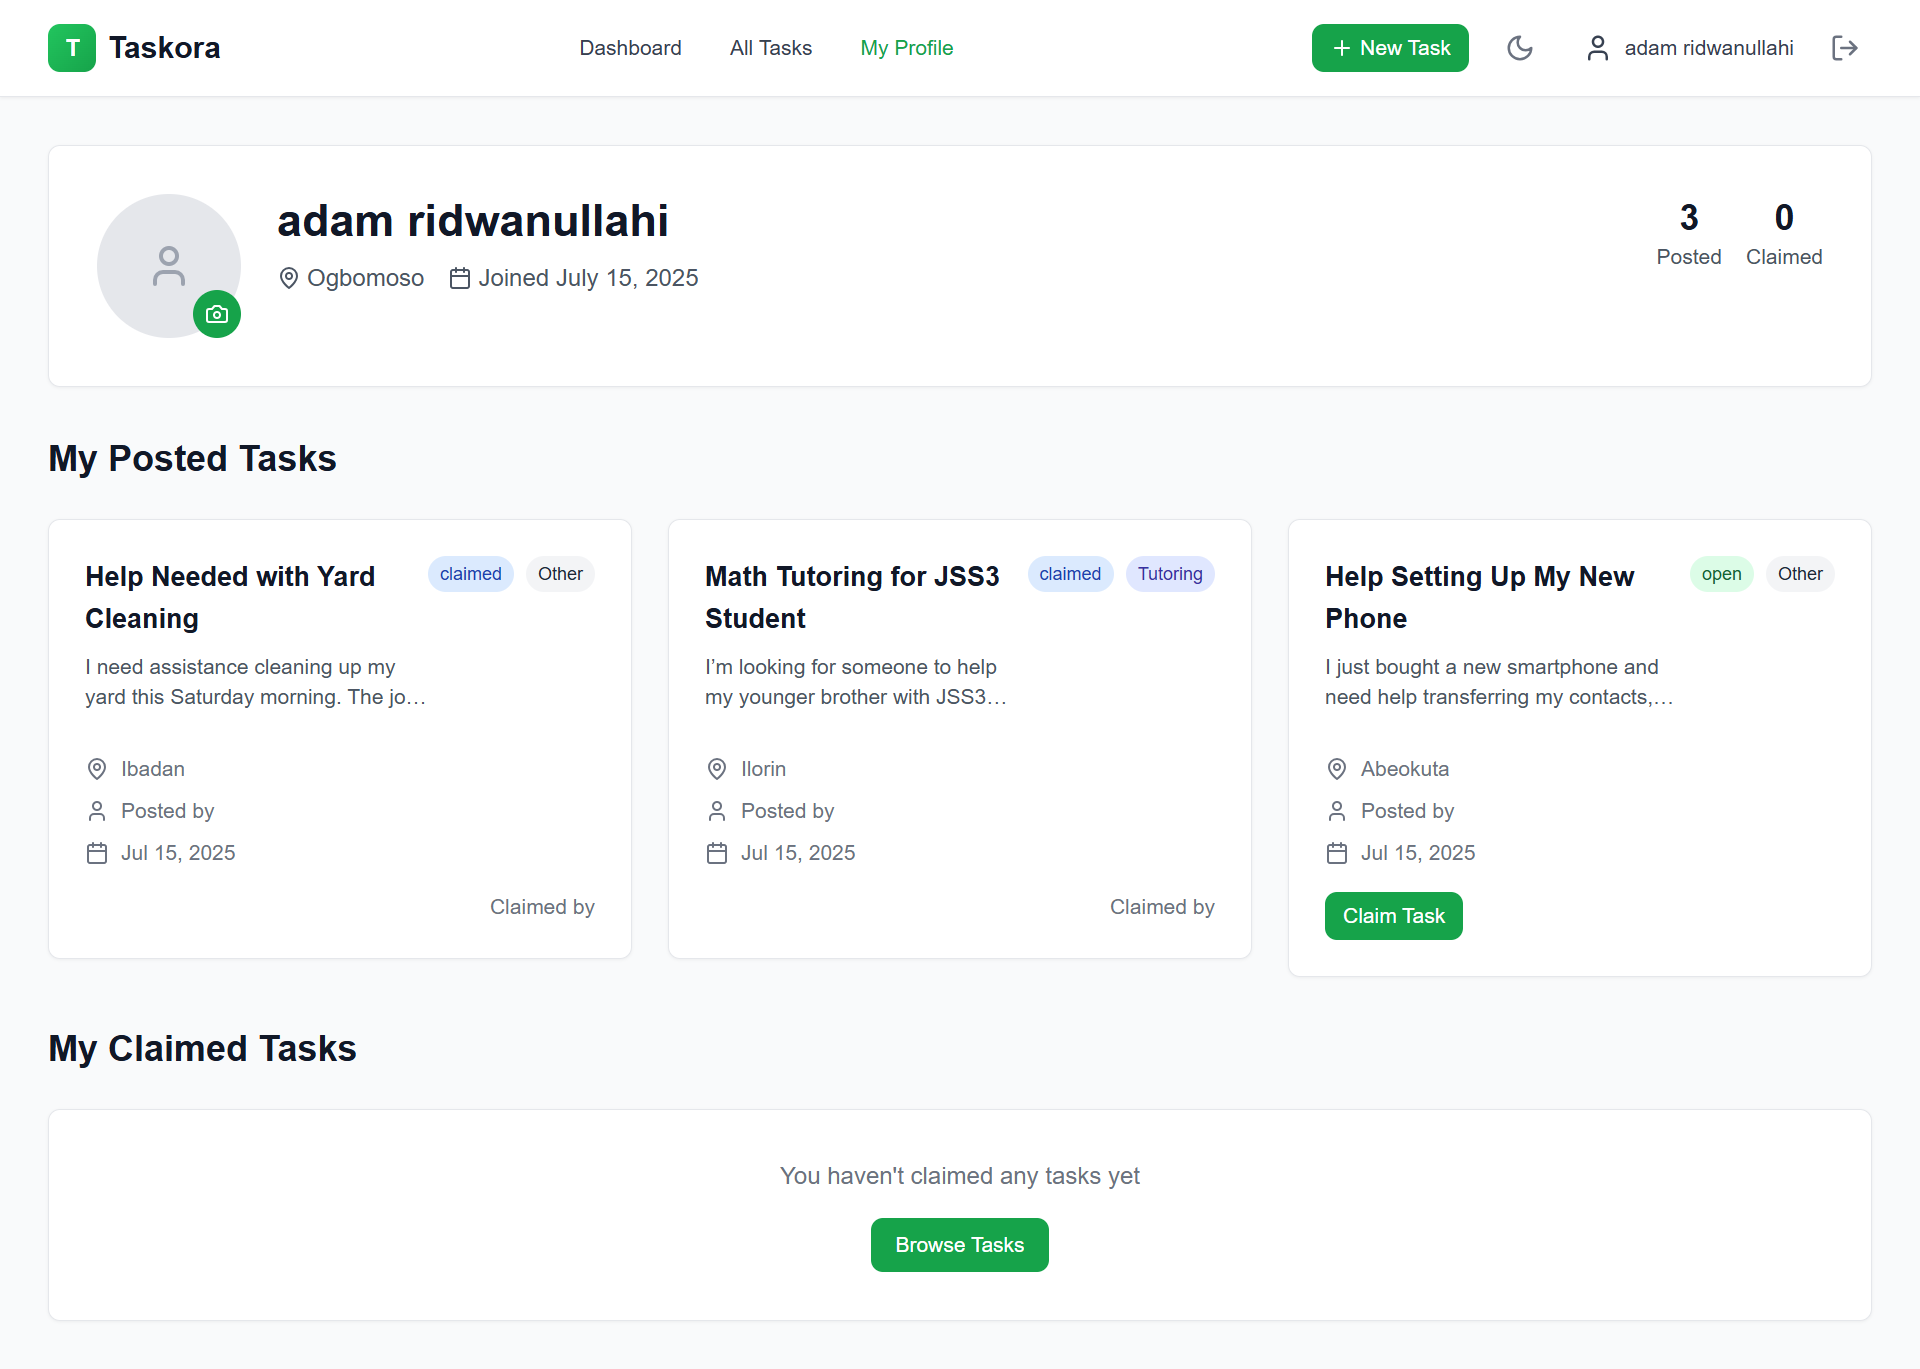 T Taskora
Dashboard
All Tasks
My Profile
New Task
adam ridwanullahi
adam ridwanullahi
Ogbomoso
Joined July 15, 2025
3
Posted
0
Claimed
My Posted Tasks
Help Needed with Yard
Cleaning
claimed
Other
I need assistance cleaning up my
yard this Saturday morning. The jo…
Ibadan
Posted by
Jul 15, 2025
Claimed by
Math Tutoring for JSS3
Student
claimed
Tutoring
I’m looking for someone to help
my younger brother with JSS3…
Ilorin
Posted by
Jul 15, 2025
Claimed by
Help Setting Up My New
Phone
open
Other
I just bought a new smartphone and
need help transferring my contacts,…
Abeokuta
Posted by
Jul 15, 2025
Claim Task
My Claimed Tasks
You haven't claimed any tasks yet
Browse Tasks